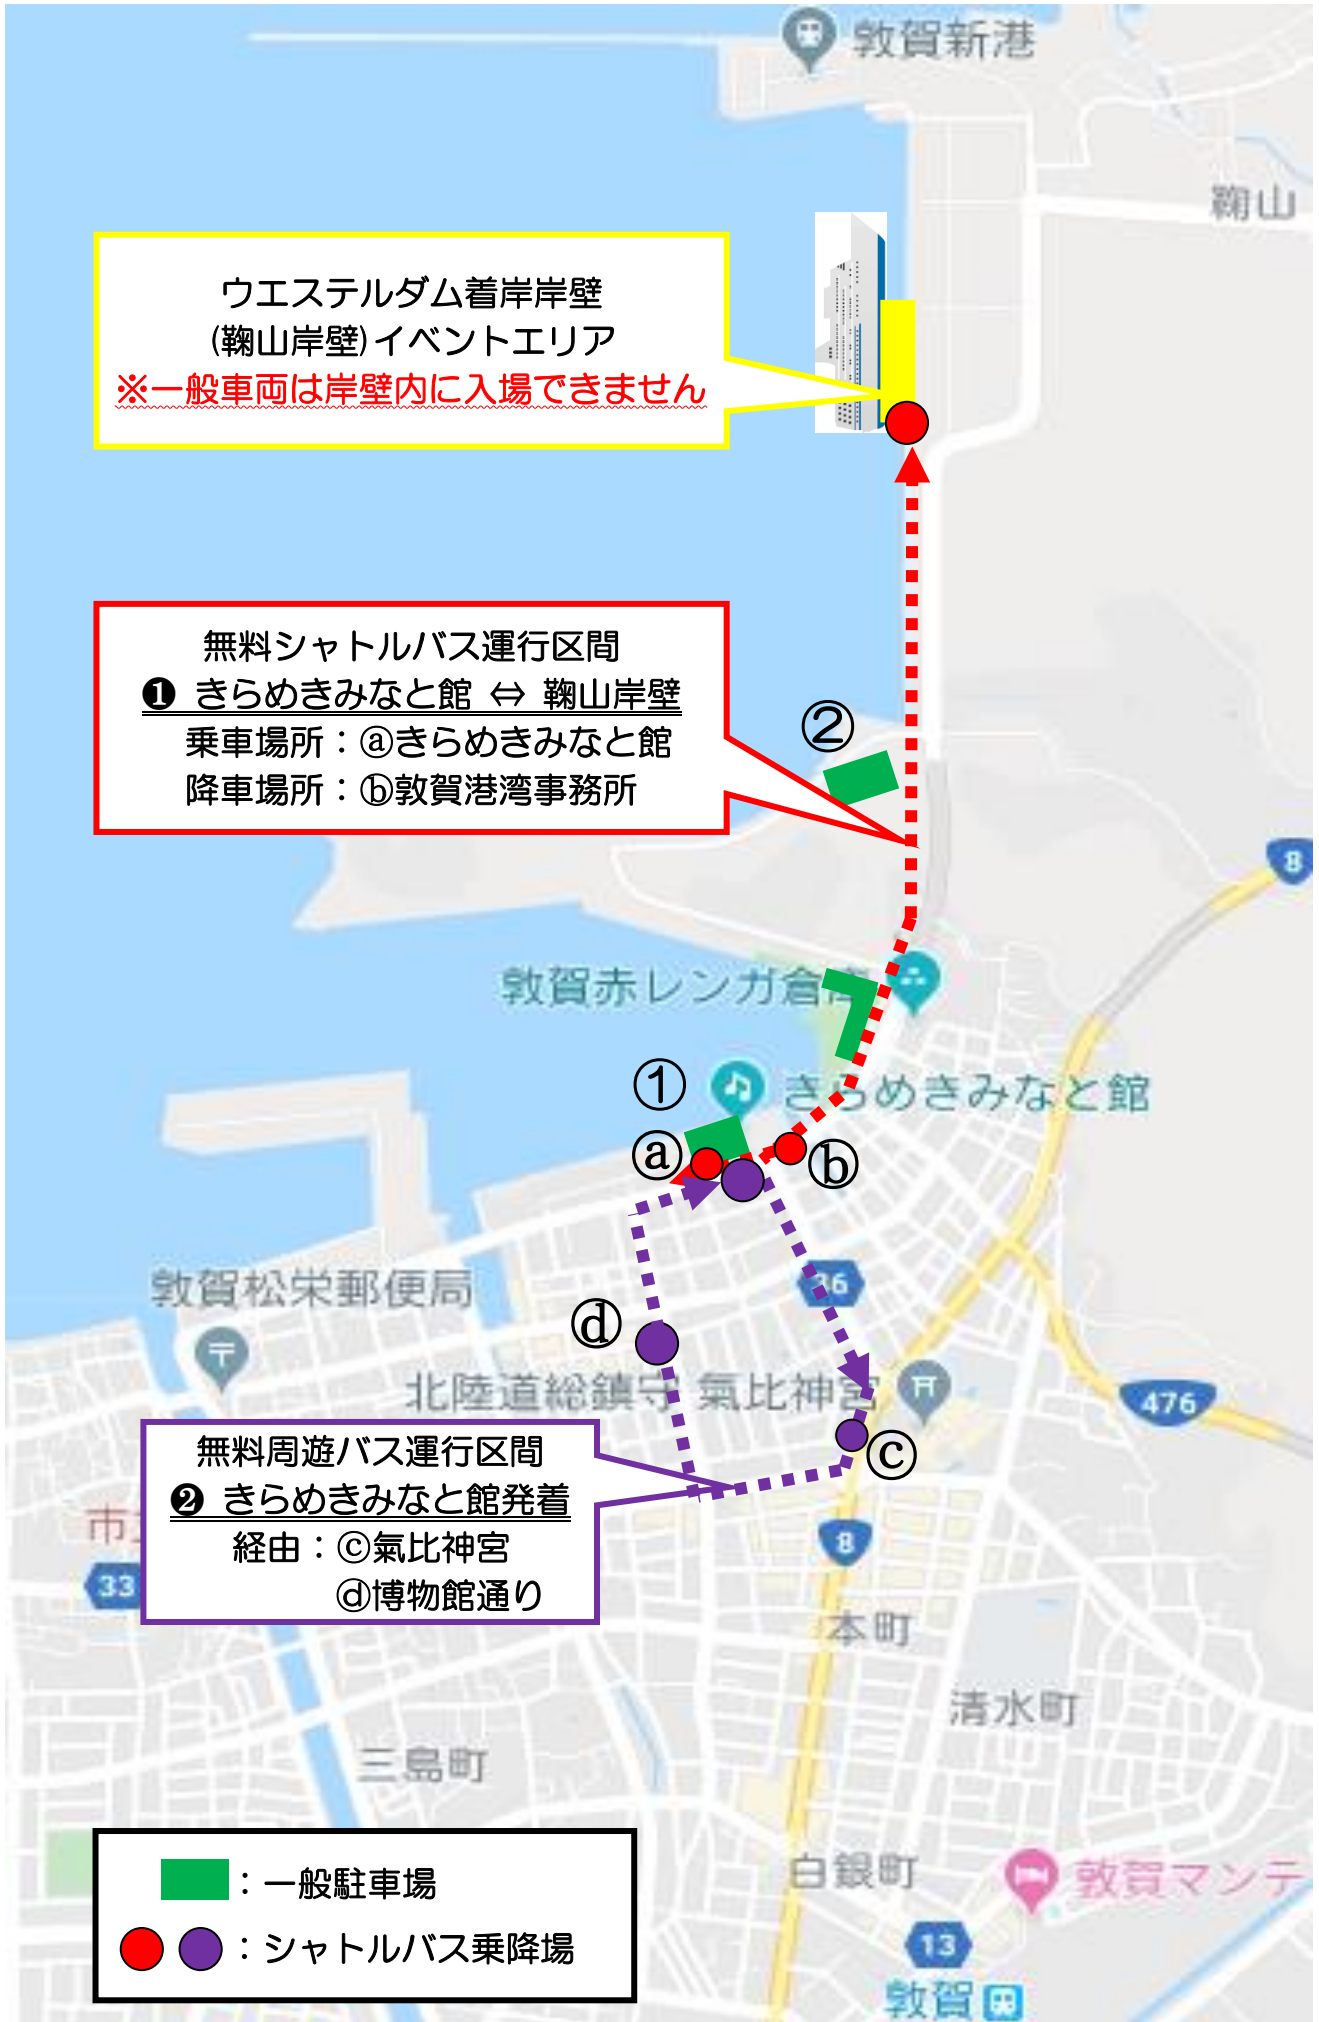 敦賀新港
鞠山
ウエステルダム着岸岸壁
(鞠山岸壁)イベントエリア
※一般車両は岸壁内に入場できません
無料シャトルバス運行区間
❶ きらめきみなと館 ⇔ 鞠山岸壁
乗車場所：ⓐきらめきみなと館
降車場所：ⓑ敦賀港湾事務所
②
8
敦賀赤レンガ倉庫
①
きらめきみなと館
ⓐ
ⓑ
敦賀松栄郵便局
36
ⓓ
北陸道総鎮守 氣比神宮
476
ⓒ
無料周遊バス運行区間
❷ きらめきみなと館発着
経由：ⓒ氣比神宮
ⓓ博物館通り
市
33
8
本町
清水町
三島町
白銀町
敦賀マンテ
：一般駐車場
：シャトルバス乗降場
13
敦賀